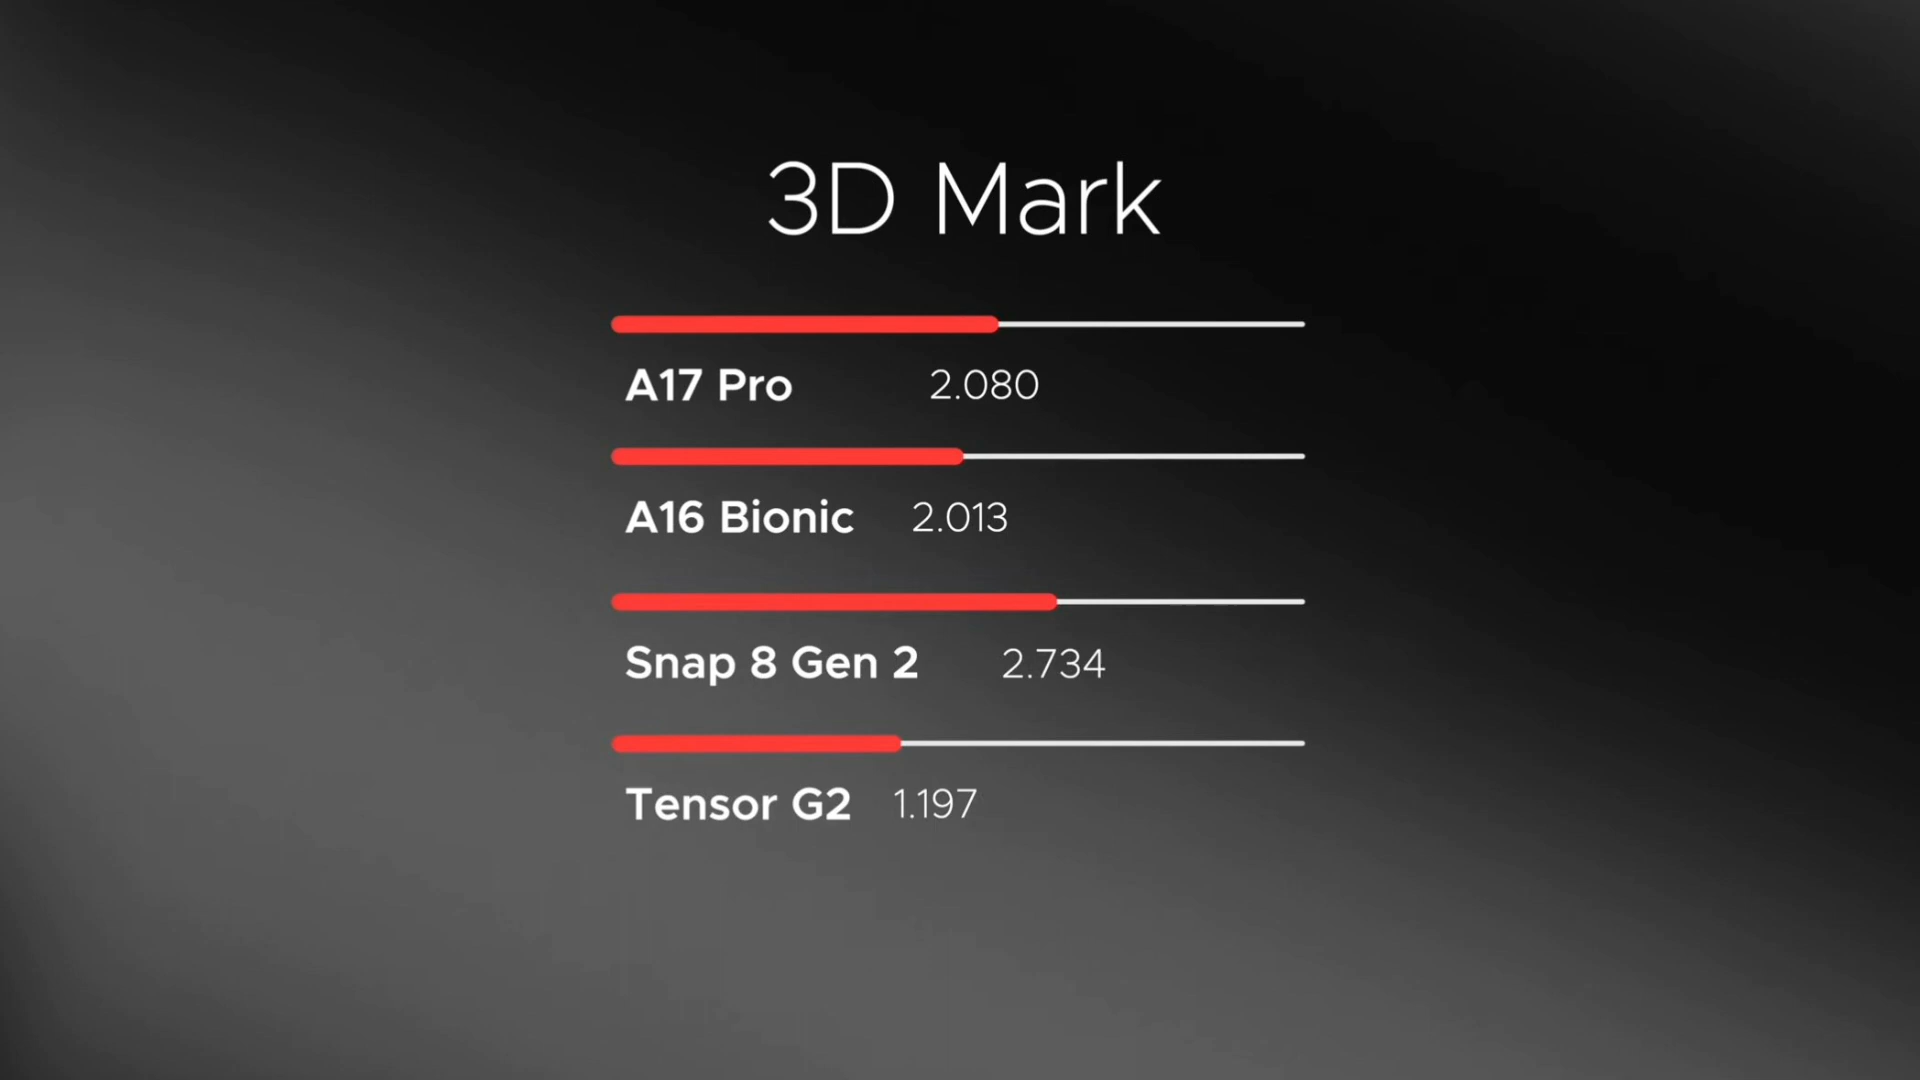 3D Mark
A17 Pro 2.080
A16 Bionic 2.013
Snap 8 Gen 2 2.734
Tensor G2 1.197